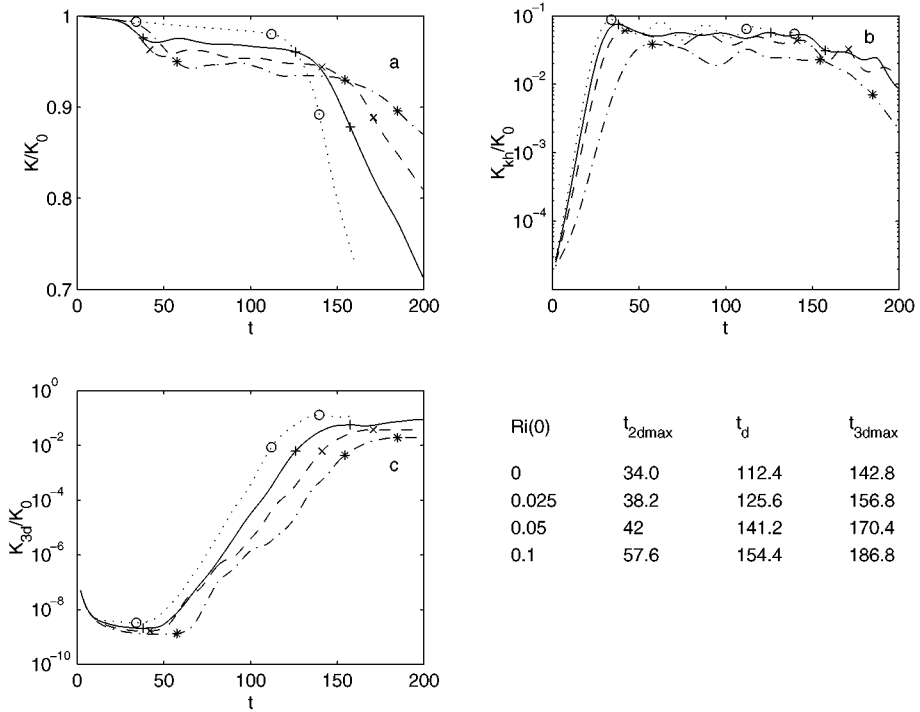 1
0.9
0.8
0.7
K/K0
a
0 50 100 150 200
t
10^-1
10^-2
10^-3
10^-4
Kkh/K0
b
0 50 100 150 200
t
10^0
10^-2
10^-4
10^-6
10^-8
10^-10
K3d/K0
c
0 50 100 150 200
t
Ri(0) t2dmax td t3dmax
0 34.0 112.4 142.8
0.025 38.2 125.6 156.8
0.05 42 141.2 170.4
0.1 57.6 154.4 186.8